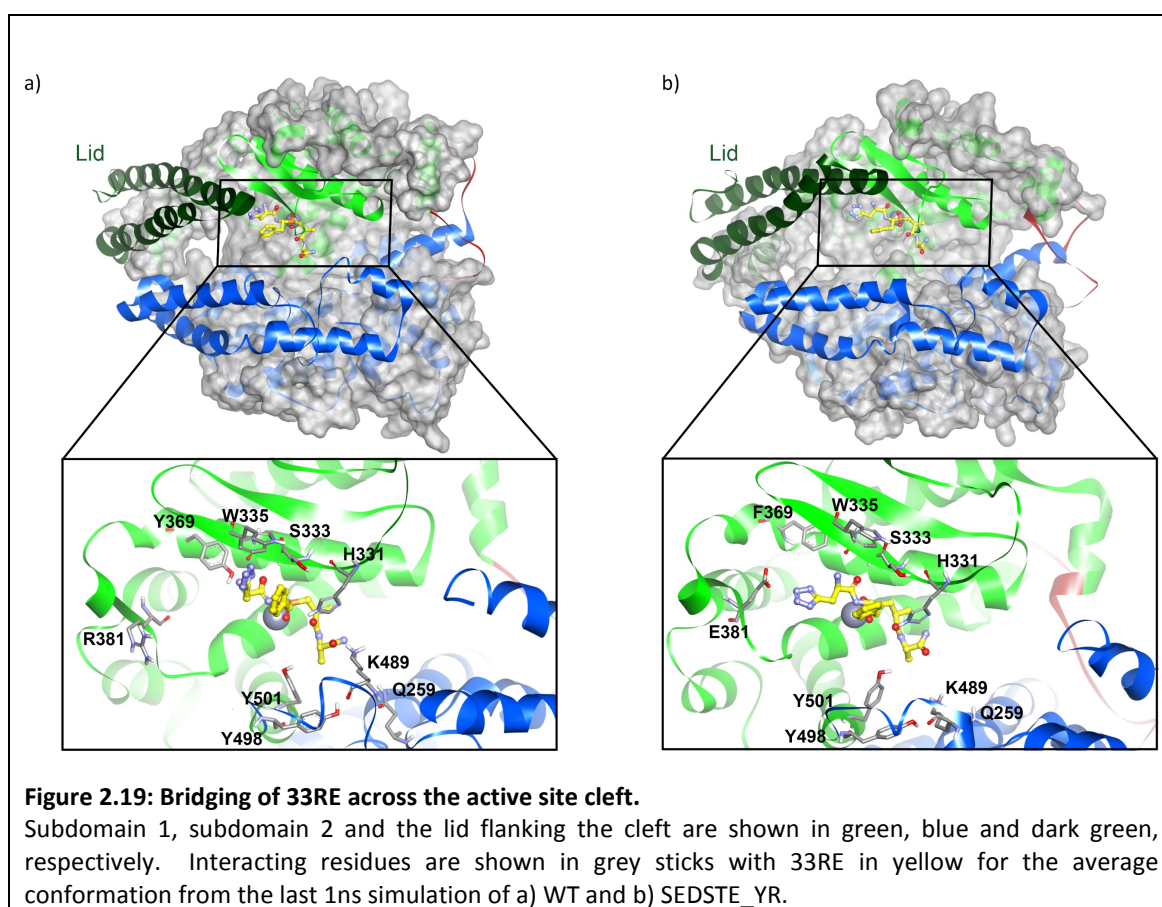 a)
b)
Lid
Lid
Y369
W335
S333
H331
R381
K489
Q259
Y501
Y498
F369
W335
S333
H331
E381
K489
Q259
Y501
Y498
Figure 2.19: Bridging of 33RE across the active site cleft.
Subdomain 1, subdomain 2 and the lid flanking the cleft are shown in green, blue and dark green,
respectively. Interacting residues are shown in grey sticks with 33RE in yellow for the average
conformation from the last 1ns simulation of a) WT and b) SEDSTE_YR.